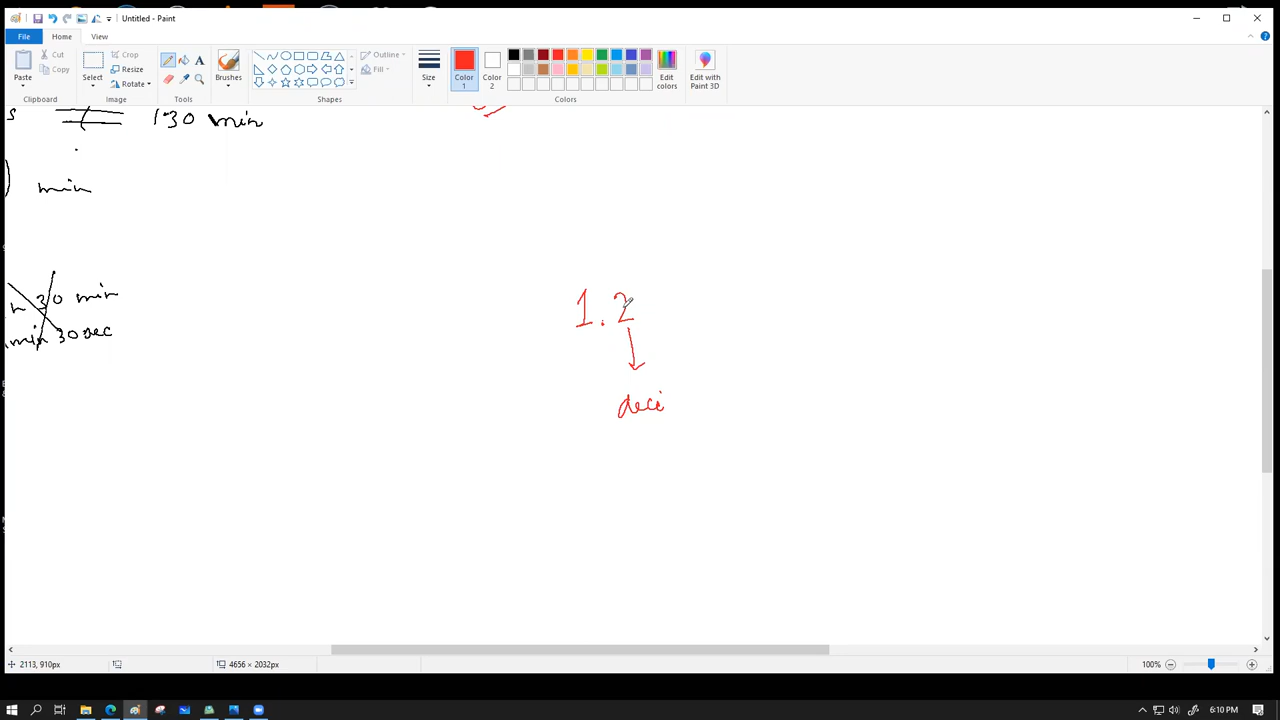 Untitled - Paint
File Home View
Paste
Cut
Copy
Clipboard
Select
Crop
Resize
Rotate
Image
Tools
Brushes
Shapes
Outline
Fill
Size
Color 1
Color 2
Edit colors
Colors
Edit with Paint 3D
s 130 min
) min
30 min
min 30 sec
1.2
deci
2113, 910px
4656 × 2032px
100%
6:10 PM